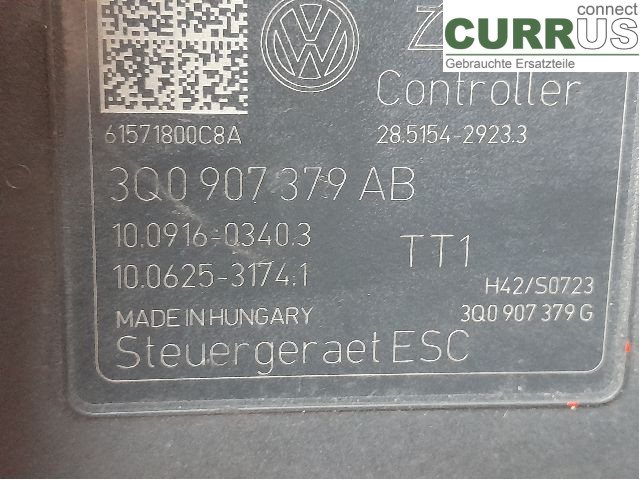 connect
CURRUS
Gebrauchte Ersatzteile
Controller
61571800C8A
28.5154-2923.3
3Q0 907 379 AB
10.0916-0340.3
TT1
10.0625-3174.1
H42/S0723
MADE IN HUNGARY
3Q0 907 379 G
Steuergeraet ESC